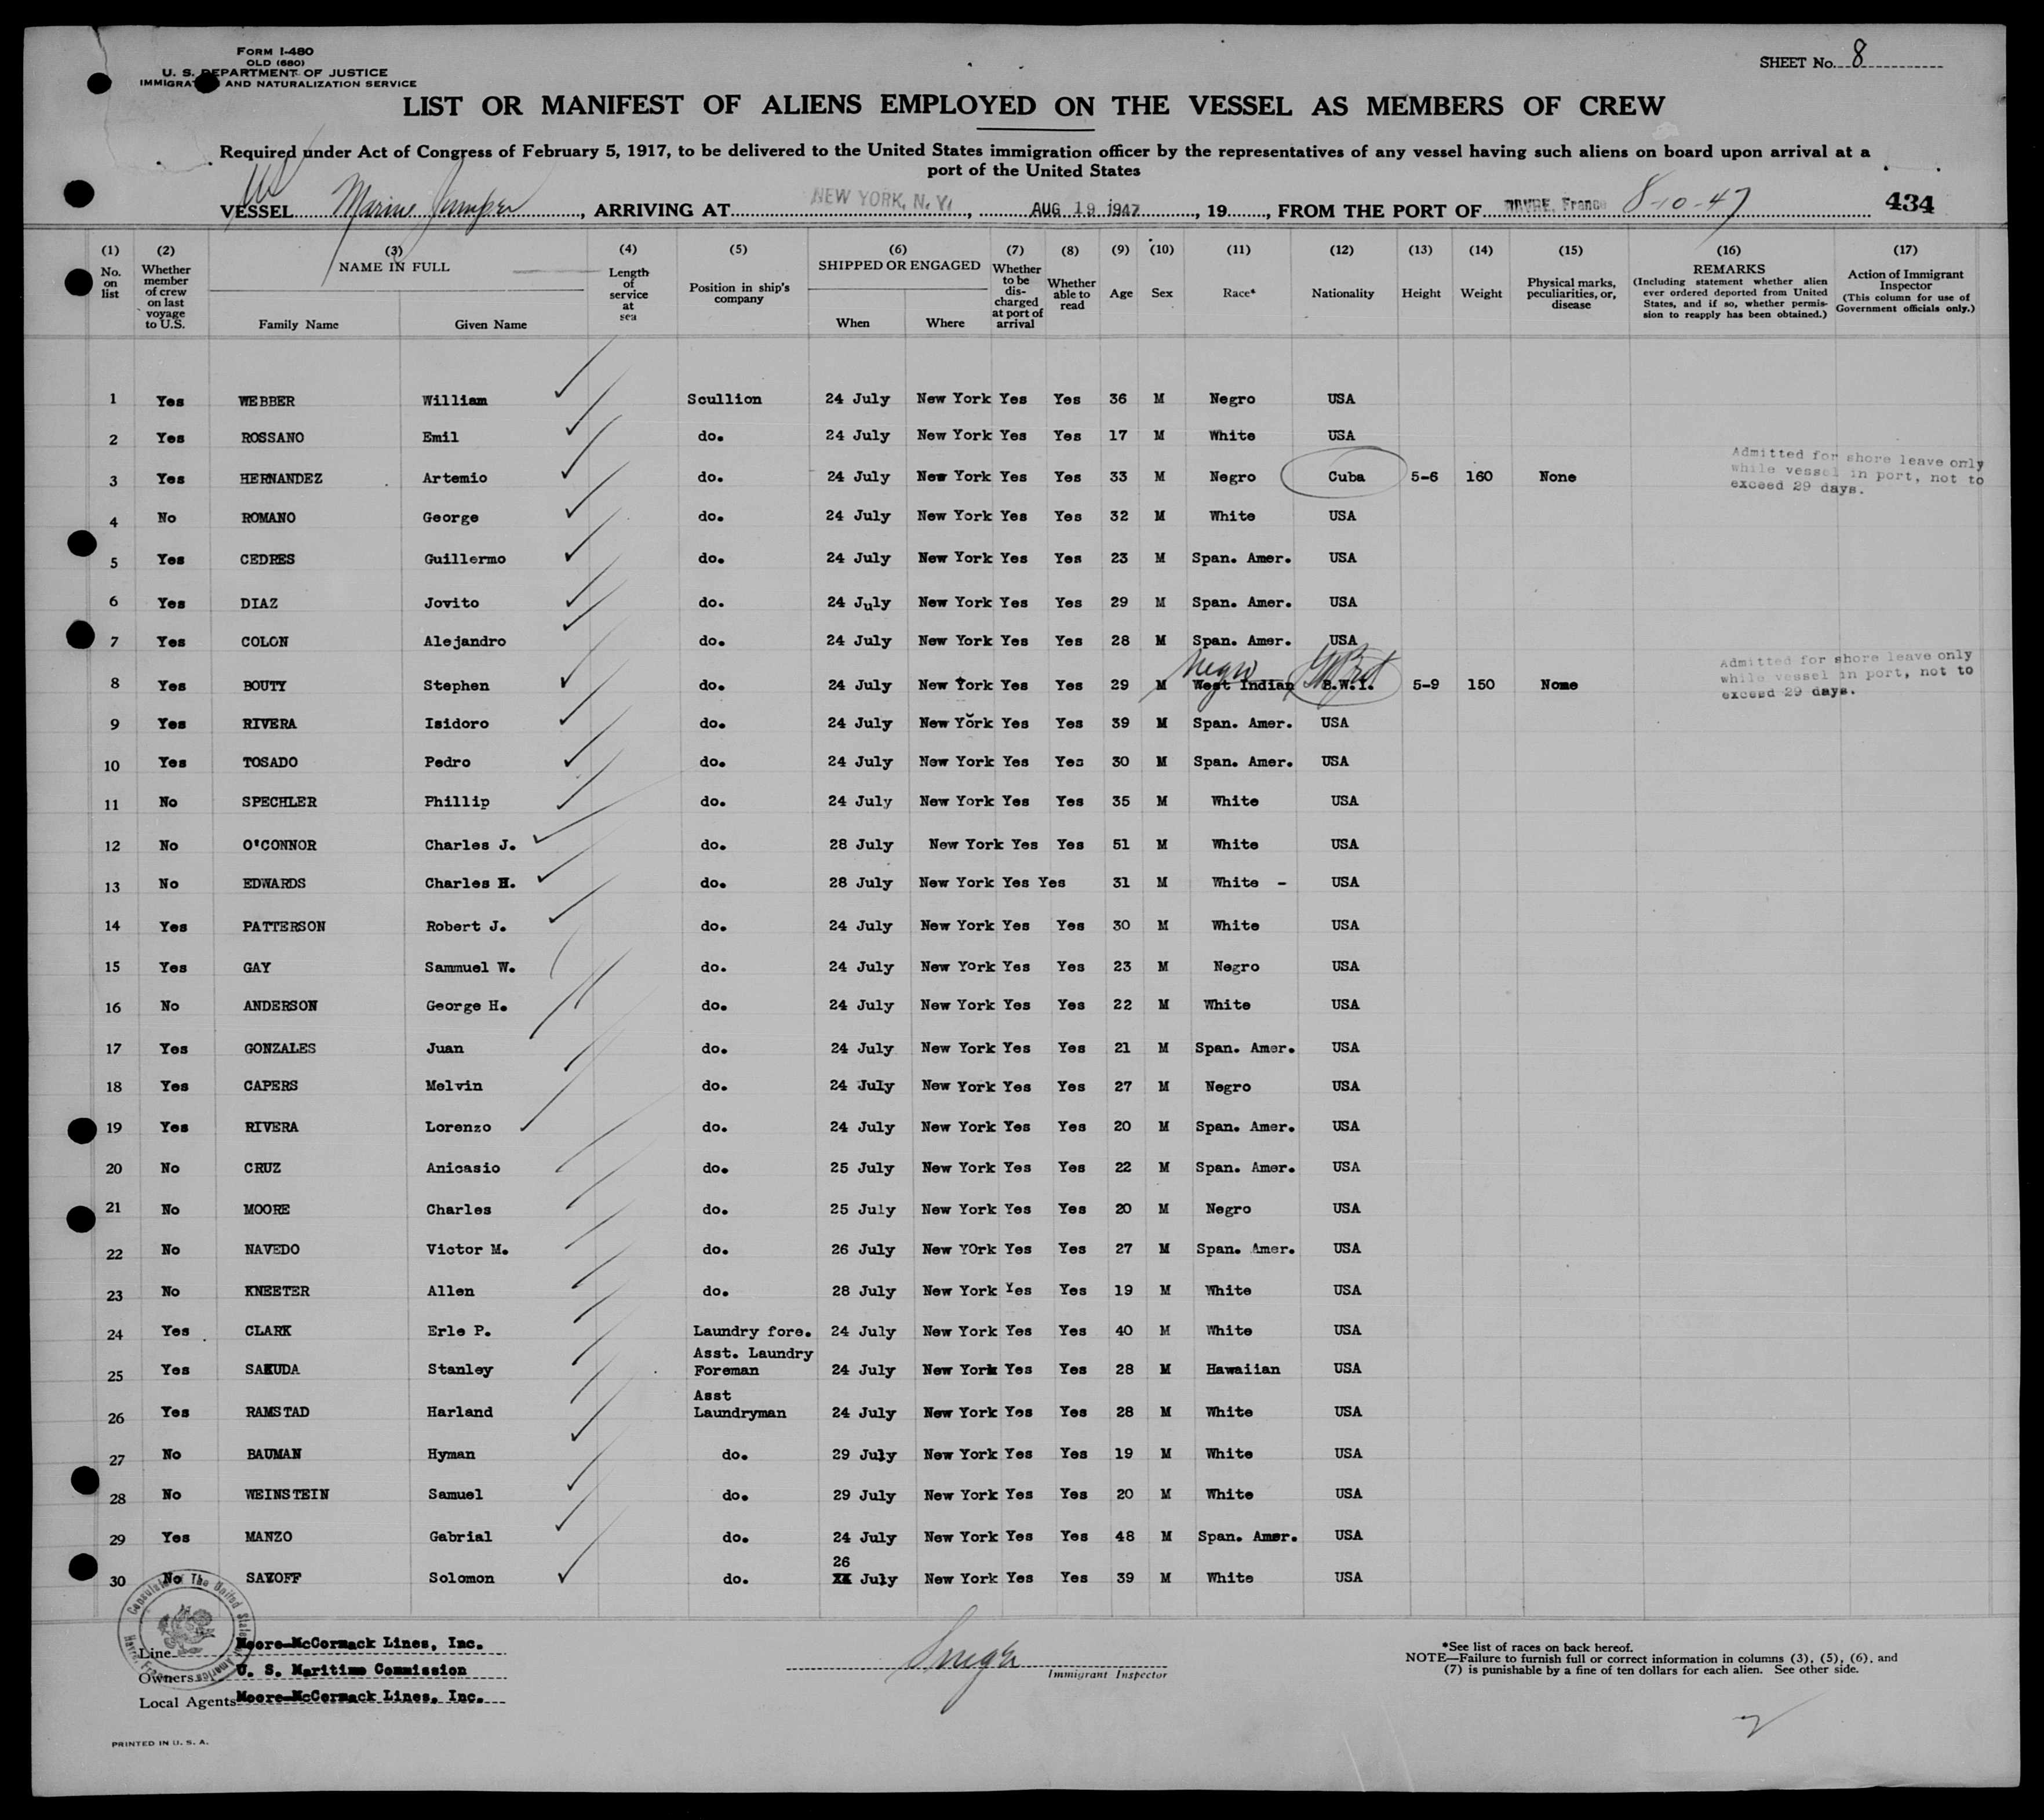 FORM I-480
OLD (680)
U. S. DEPARTMENT OF JUSTICE
IMMIGRATION AND NATURALIZATION SERVICE
SHEET No. 8
LIST OR MANIFEST OF ALIENS EMPLOYED ON THE VESSEL AS MEMBERS OF CREW
Required under Act of Congress of February 5, 1917, to be delivered to the United States immigration officer by the representatives of any vessel having such aliens on board upon arrival at a
port of the United States
VESSEL Marine Jumper, ARRIVING AT NEW YORK, N. Y., AUG 19 1947, 19, FROM THE PORT OF HAVRE, France 8-10-47 434
(1) (2) (3) (4) (5) (6) (7) (8) (9) (10) (11) (12) (13) (14) (15) (16) (17)
No. on list
Whether member of crew on last voyage to U.S.
NAME IN FULL
Family Name Given Name
Length of service at sea
Position in ship's company
SHIPPED OR ENGAGED
When Where
Whether to be discharged at port of arrival
Whether able to read
Age
Sex
Race*
Nationality
Height
Weight
Physical marks, peculiarities, or, disease
REMARKS
(Including statement whether alien ever ordered deported from United States, and if so, whether permission to reapply has been obtained.)
Action of Immigrant Inspector
(This column for use of Government officials only.)
1 Yes WEBBER William Scullion 24 July New York Yes Yes 36 M Negro USA
2 Yes ROSSANO Emil do. 24 July New York Yes Yes 17 M White USA
3 Yes HERNANDEZ Artemio do. 24 July New York Yes Yes 33 M Negro Cuba 5-6 160 None
Admitted for shore leave only
while vessel in port, not to
exceed 29 days.
4 No ROMANO George do. 24 July New York Yes Yes 32 M White USA
5 Yes CEDRES Guillermo do. 24 July New York Yes Yes 23 M Span. Amer. USA
6 Yes DIAZ Jovito do. 24 July New York Yes Yes 29 M Span. Amer. USA
7 Yes COLON Alejandro do. 24 July New York Yes Yes 28 M Span. Amer. USA
Negro
8 Yes BOUTY Stephen do. 24 July New York Yes Yes 29 M West Indian B.W.I. 5-9 150 None
Admitted for shore leave only
while vessel in port, not to
exceed 29 days.
9 Yes RIVERA Isidoro do. 24 July New York Yes Yes 39 M Span. Amer. USA
10 Yes TOSADO Pedro do. 24 July New York Yes Yes 30 M Span. Amer. USA
11 No SPECHLER Phillip do. 24 July New York Yes Yes 35 M White USA
12 No O'CONNOR Charles J. do. 28 July New York Yes Yes 51 M White USA
13 No EDWARDS Charles H. do. 28 July New York Yes Yes 31 M White - USA
14 Yes PATTERSON Robert J. do. 24 July New York Yes Yes 30 M White USA
15 Yes GAY Sammuel W. do. 24 July New York Yes Yes 23 M Negro USA
16 No ANDERSON George H. do. 24 July New York Yes Yes 22 M White USA
17 Yes GONZALES Juan do. 24 July New York Yes Yes 21 M Span. Amer. USA
18 Yes CAPERS Melvin do. 24 July New York Yes Yes 27 M Negro USA
19 Yes RIVERA Lorenzo do. 24 July New York Yes Yes 20 M Span. Amer. USA
20 No CRUZ Anicasio do. 25 July New York Yes Yes 22 M Span. Amer. USA
21 No MOORE Charles do. 25 July New York Yes Yes 20 M Negro USA
22 No NAVEDO Victor M. do. 26 July New YOrk Yes Yes 27 M Span. Amer. USA
23 No KNEETER Allen do. 28 July New York Yes Yes 19 M White USA
24 Yes CLARK Erle P. Laundry fore. 24 July New York Yes Yes 40 M White USA
Asst. Laundry
25 Yes SAKUDA Stanley Foreman 24 July New York Yes Yes 28 M Hawaiian USA
Asst
26 Yes RAMSTAD Harland Laundryman 24 July New York Yes Yes 28 M White USA
27 No BAUMAN Hyman do. 29 July New York Yes Yes 19 M White USA
28 No WEINSTEIN Samuel do. 29 July New York Yes Yes 20 M White USA
29 Yes MANZO Gabrial do. 24 July New York Yes Yes 48 M Span. Amer. USA
26
30 No SAVOFF Solomon do. XX July New York Yes Yes 39 M White USA
Consulate of The United States of America Havre, France
Line Moore-McCormack Lines, Inc.
Owners U. S. Maritime Commission
Local Agents Moore-McCormack Lines, Inc.
Immigrant Inspector
*See list of races on back hereof.
NOTE—Failure to furnish full or correct information in columns (3), (5), (6), and
(7) is punishable by a fine of ten dollars for each alien. See other side.
PRINTED IN U. S. A.